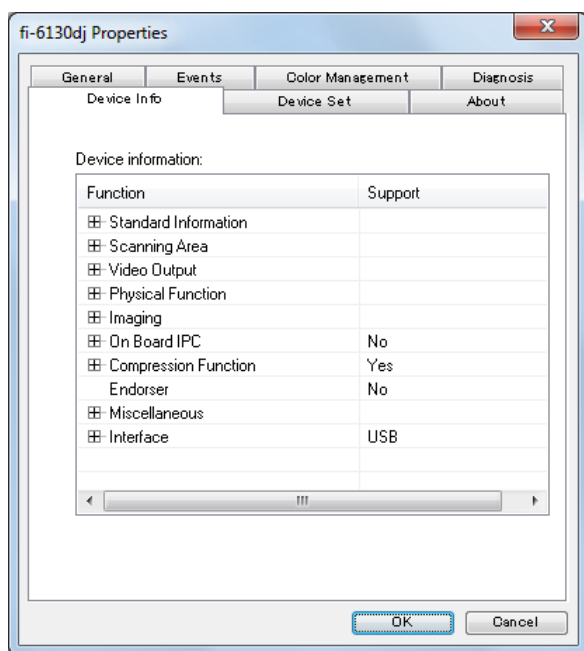 fi-6130dj Properties
General Events Color Management Diagnosis
Device Info Device Set About
Device information:
Function Support
Standard Information
Scanning Area
Video Output
Physical Function
Imaging
On Board IPC No
Compression Function Yes
Endorser No
Miscellaneous
Interface USB
OK Cancel